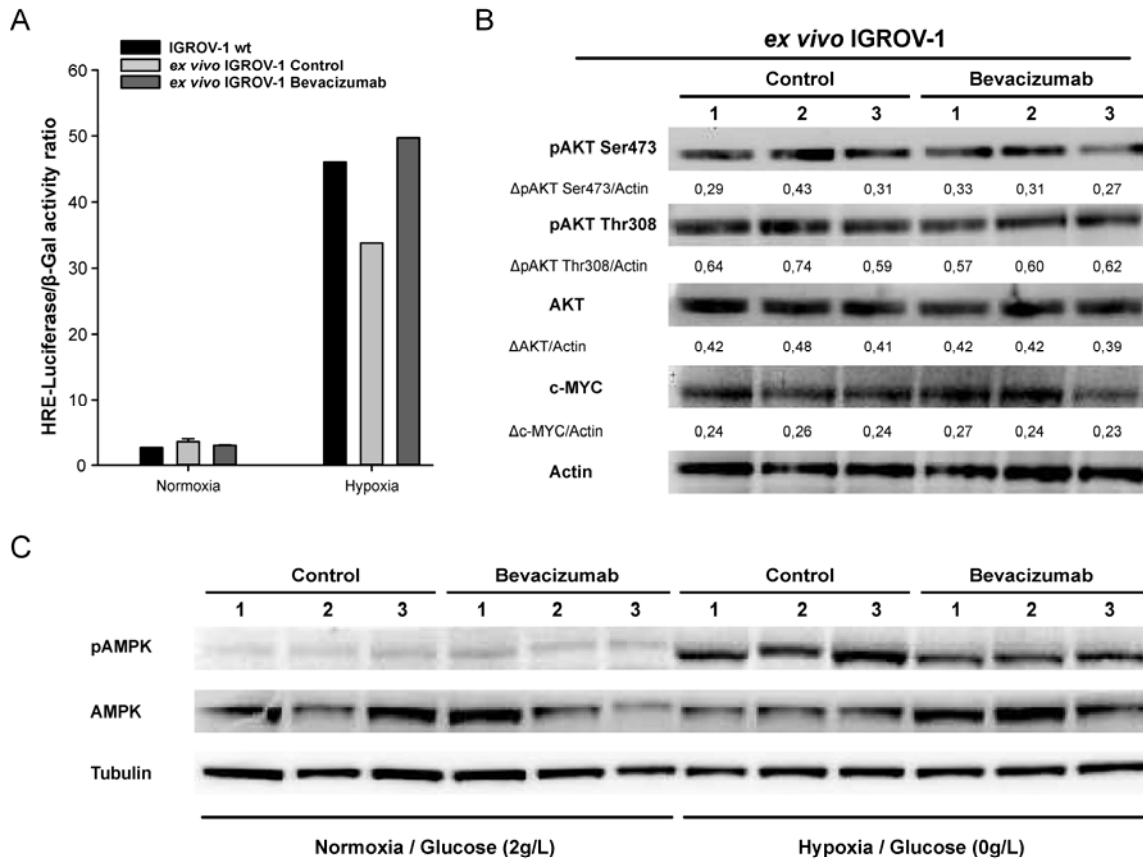 A
IGROV-1 wt
ex vivo IGROV-1 Control
ex vivo IGROV-1 Bevacizumab
HRE-Luciferase/β-Gal activity ratio
60
50
40
30
20
10
0
Normoxia Hypoxia
B
ex vivo IGROV-1
Control Bevacizumab
1 2 3 1 2 3
pAKT Ser473
ΔpAKT Ser473/Actin 0,29 0,43 0,31 0,33 0,31 0,27
pAKT Thr308
ΔpAKT Thr308/Actin 0,64 0,74 0,59 0,57 0,60 0,62
AKT
ΔAKT/Actin 0,42 0,48 0,41 0,42 0,42 0,39
c-MYC
Δc-MYC/Actin 0,24 0,26 0,24 0,27 0,24 0,23
Actin
C
Control Bevacizumab Control Bevacizumab
1 2 3 1 2 3 1 2 3 1 2 3
pAMPK
AMPK
Tubulin
Normoxia / Glucose (2g/L) Hypoxia / Glucose (0g/L)